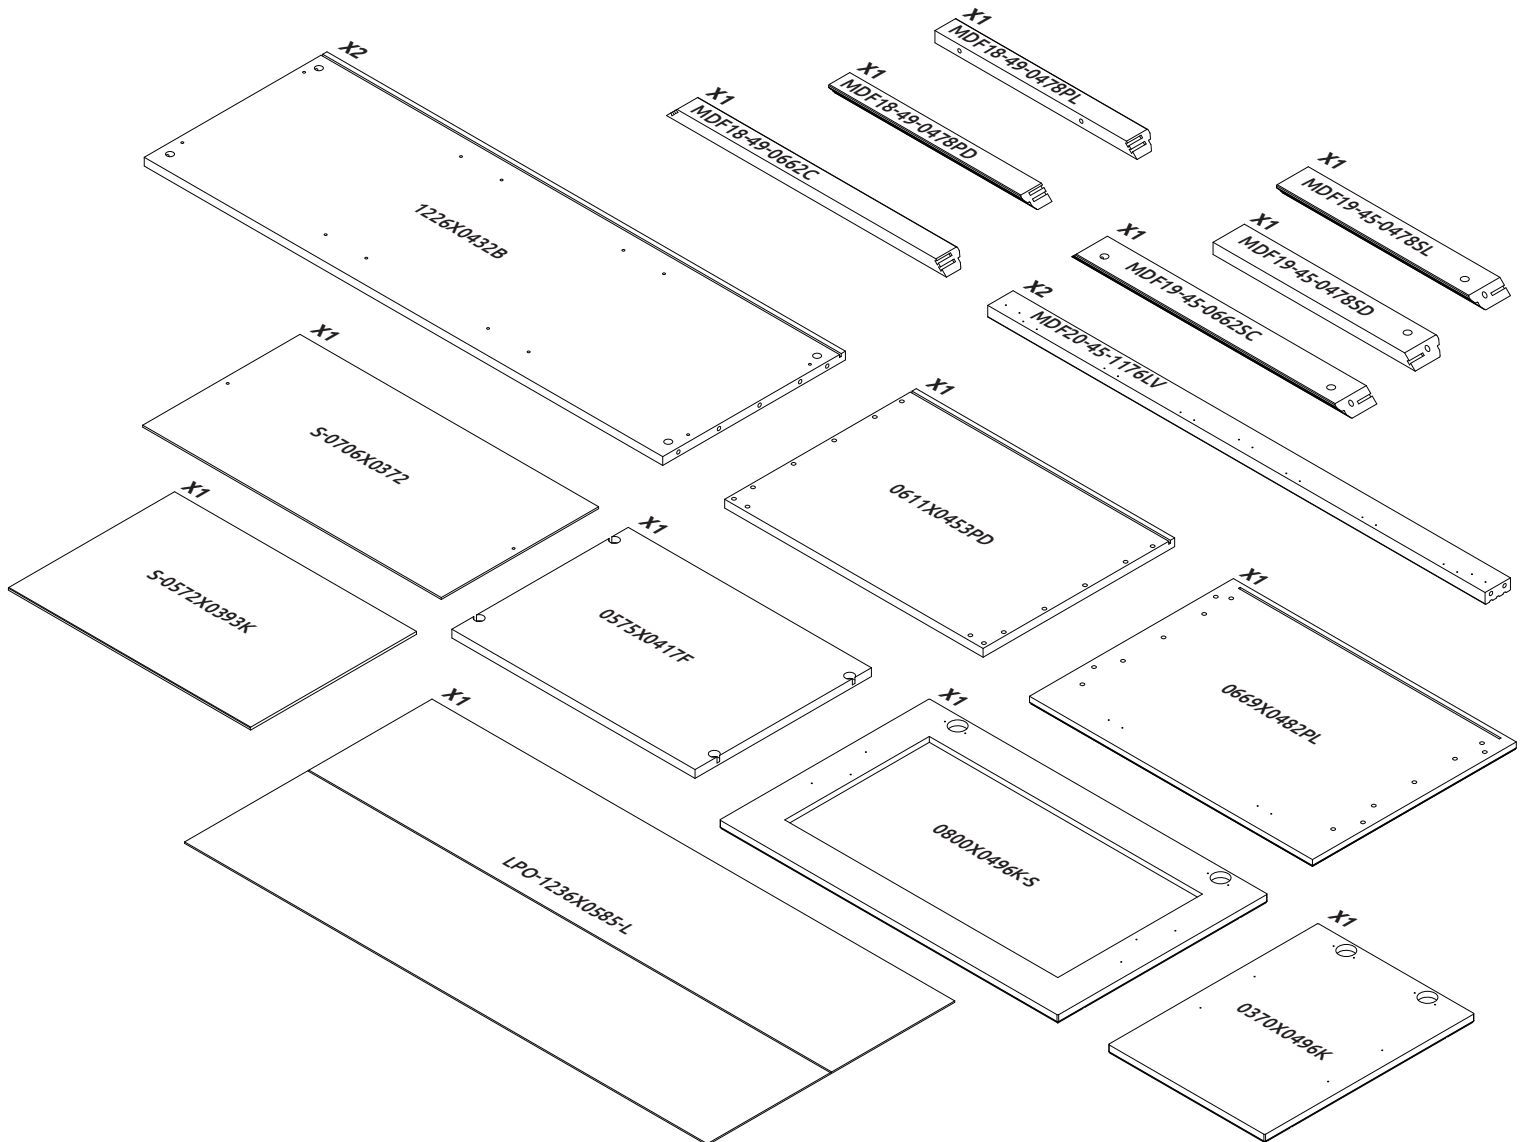 X1
MDF18-49-0478PL
X2
1226X0432B
X1
MDF18-49-0478PD
X1
MDF18-49-0662C
X1
MDF19-45-0478SL
X1
MDF19-45-0478SD
X1
MDF19-45-0662SC
X2
MDF20-45-1176LV
X1
S-0706X0372
X1
0611X0453PD
X1
S-0572X0393K
X1
0575X0417F
X1
0669X0482PL
X1
LPO-1236X0585-L
X1
0800X0496K-S
X1
0370X0496K